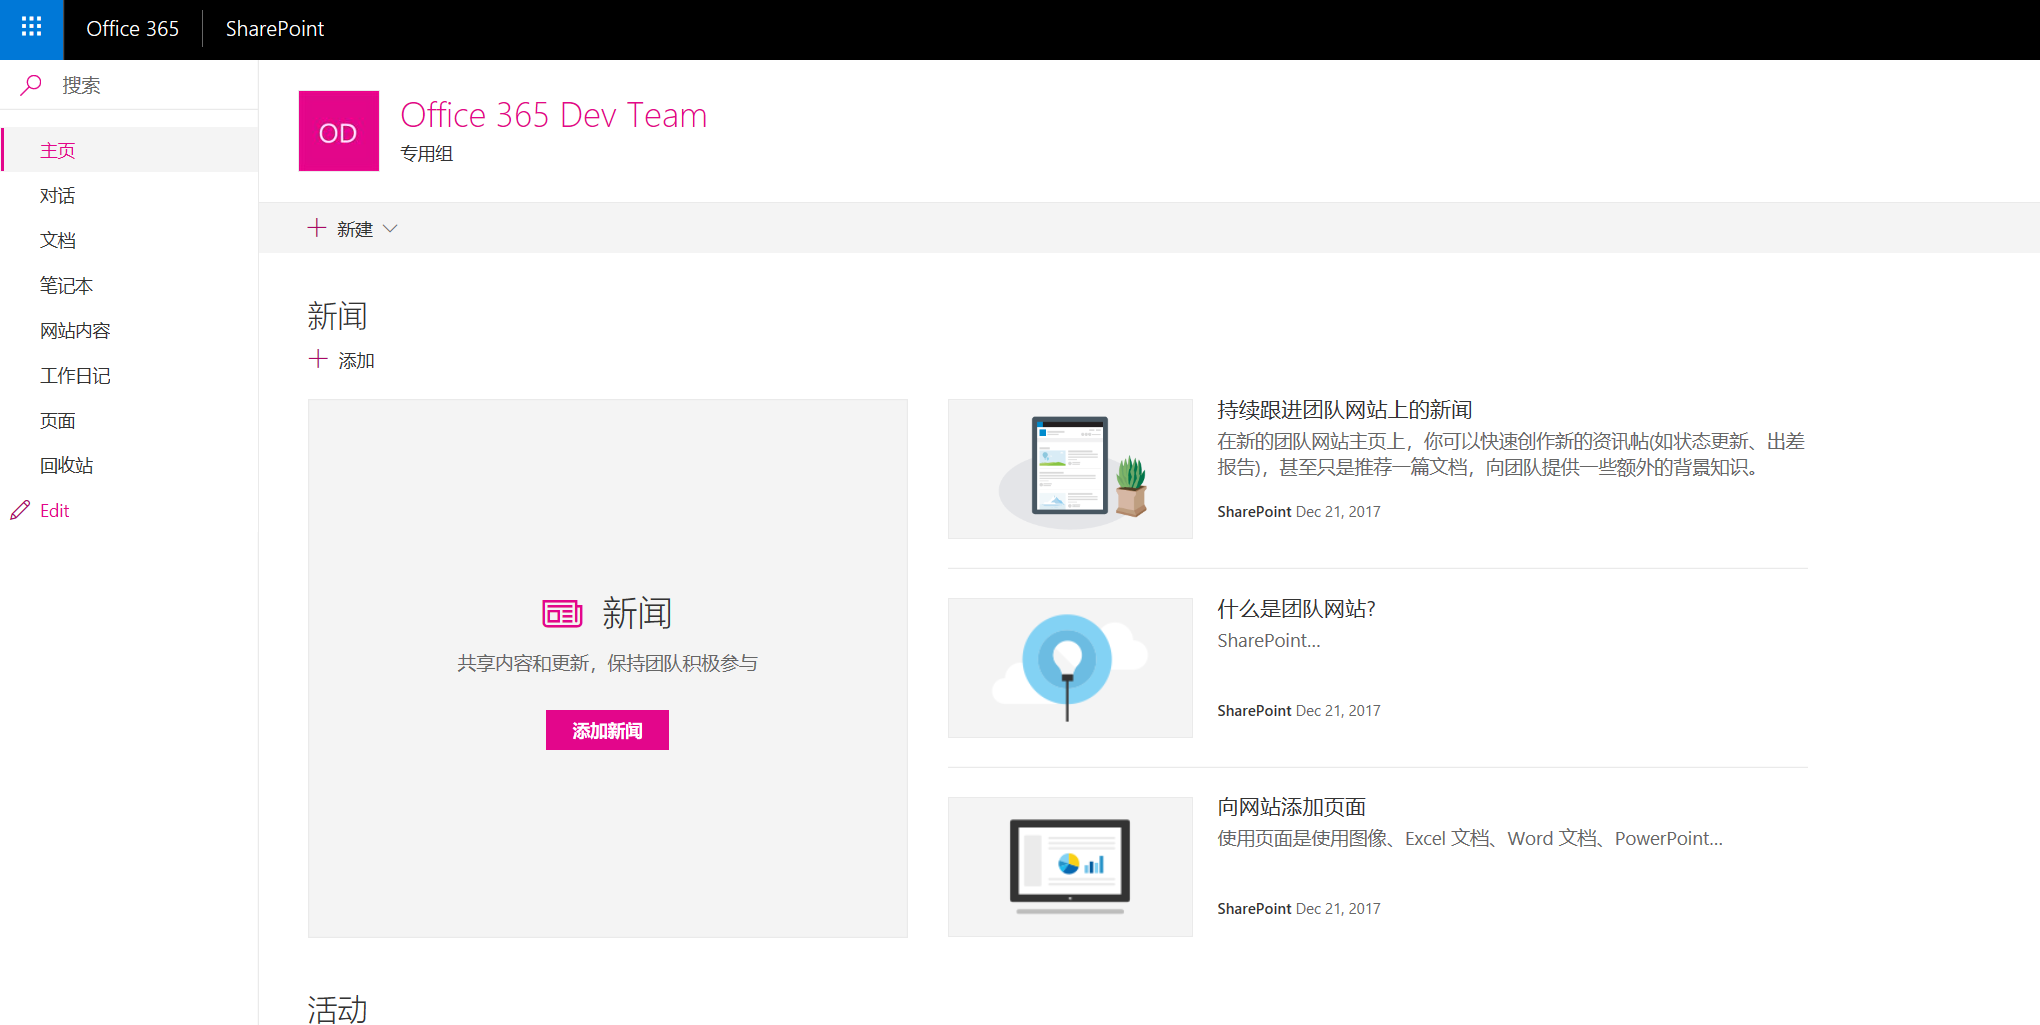 Office 365
SharePoint
搜索
主页
对话
文档
笔记本
网站内容
工作日记
页面
回收站
Edit
OD
Office 365 Dev Team
专用组
新建
新闻
添加
新闻
共享内容和更新，保持团队积极参与
添加新闻
持续跟进团队网站上的新闻
在新的团队网站主页上，你可以快速创作新的资讯帖(如状态更新、出差
报告)，甚至只是推荐一篇文档，向团队提供一些额外的背景知识。
SharePoint Dec 21, 2017
什么是团队网站?
SharePoint...
SharePoint Dec 21, 2017
向网站添加页面
使用页面是使用图像、Excel 文档、Word 文档、PowerPoint...
SharePoint Dec 21, 2017
活动